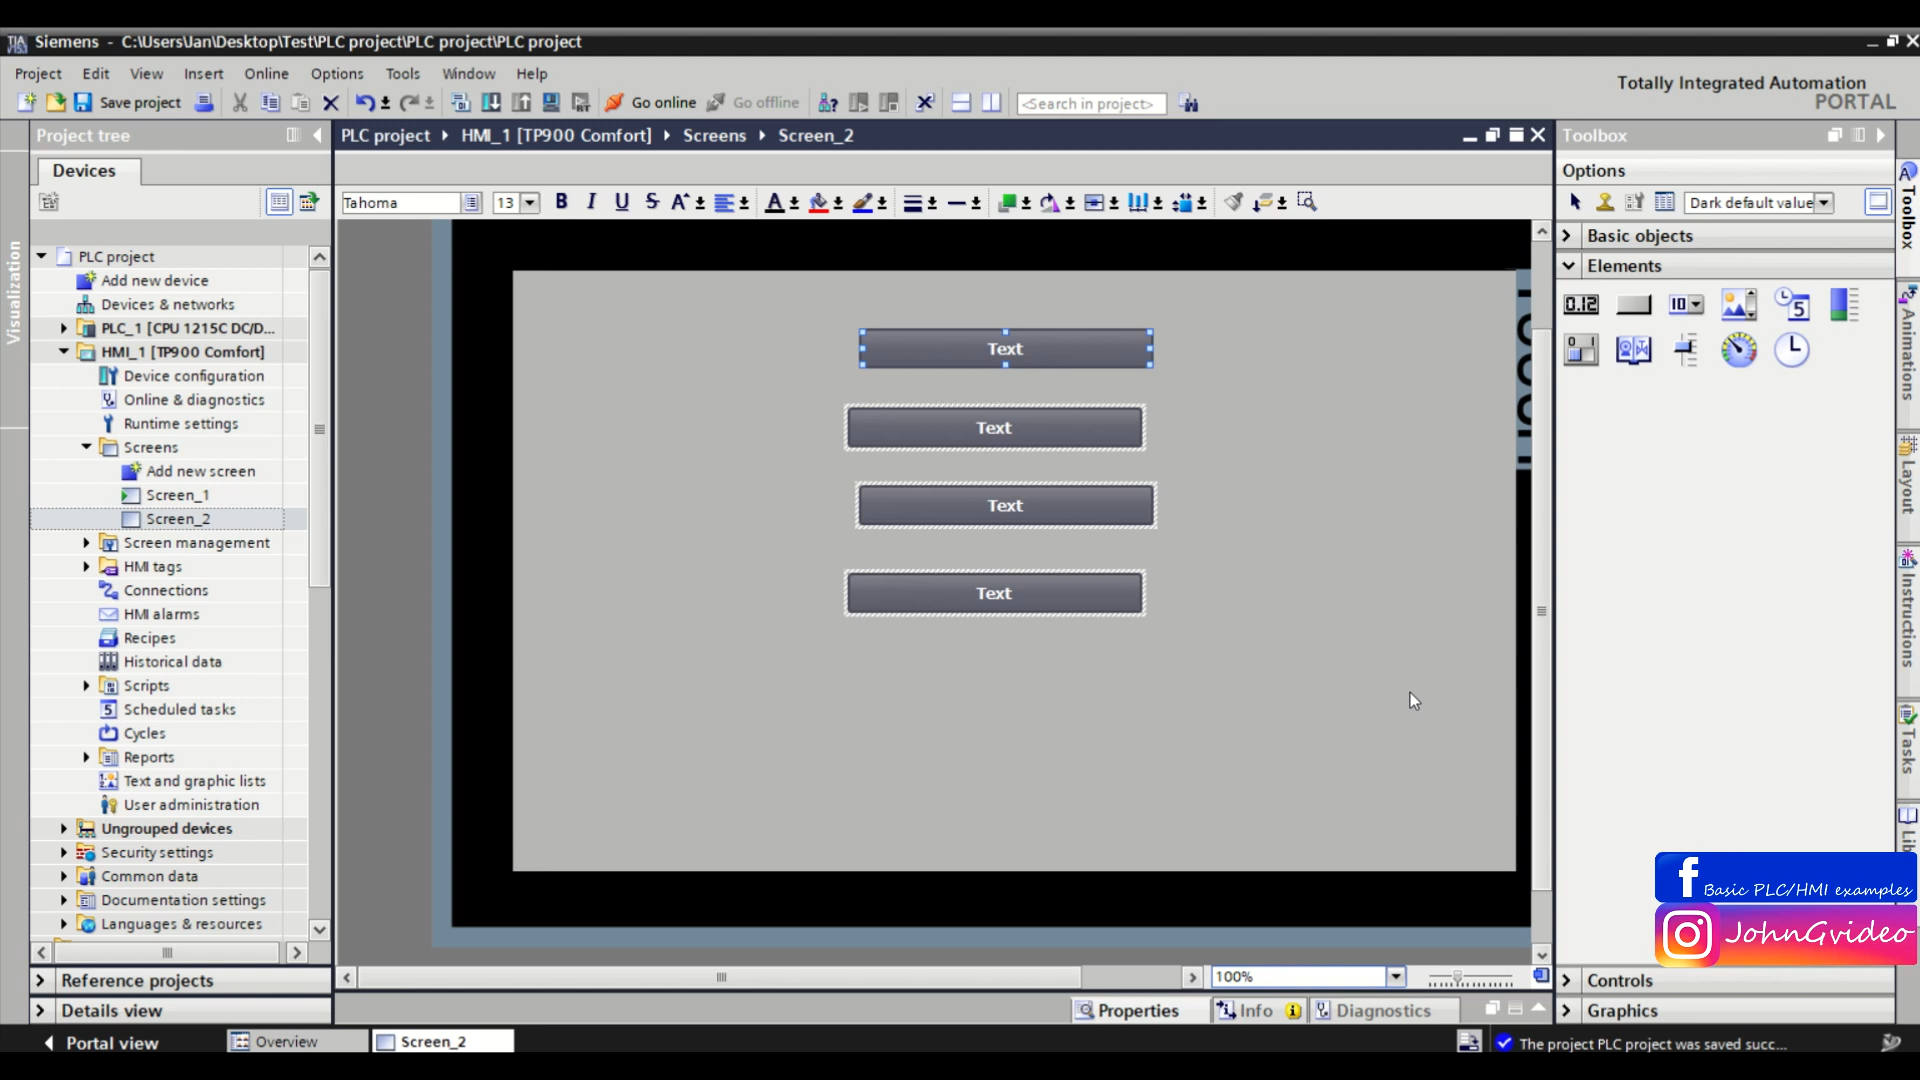 Siemens - C:\Users\Jan\Desktop\Test\PLC project\PLC project\PLC project
Project Edit View Insert Online Options Tools Window Help
Totally Integrated Automation
PORTAL
Save project
Go online
Go offline
<Search in project>
Project tree
PLC project HMI_1 [TP900 Comfort] Screens Screen_2
Toolbox
Devices
Options
Tahoma
13
B I U S A
Dark default value
Visualization
PLC project
Add new device
Devices & networks
PLC_1 [CPU 1215C DC/D...
HMI_1 [TP900 Comfort]
Device configuration
Online & diagnostics
Runtime settings
Screens
Add new screen
Screen_1
Screen_2
Screen management
HMI tags
Connections
HMI alarms
Recipes
Historical data
Scripts
Scheduled tasks
Cycles
Reports
Text and graphic lists
User administration
Ungrouped devices
Security settings
Common data
Documentation settings
Languages & resources
Reference projects
Details view
Text
Text
Text
Text
Basic objects
Elements
0.12
10
5
Toolbox
Animations
Layout
Instructions
Tasks
Basic PLC/HMI examples
JohnGvideo
Controls
Graphics
100%
Properties
Info
Diagnostics
Portal view
Overview
Screen_2
The project PLC project was saved succ...